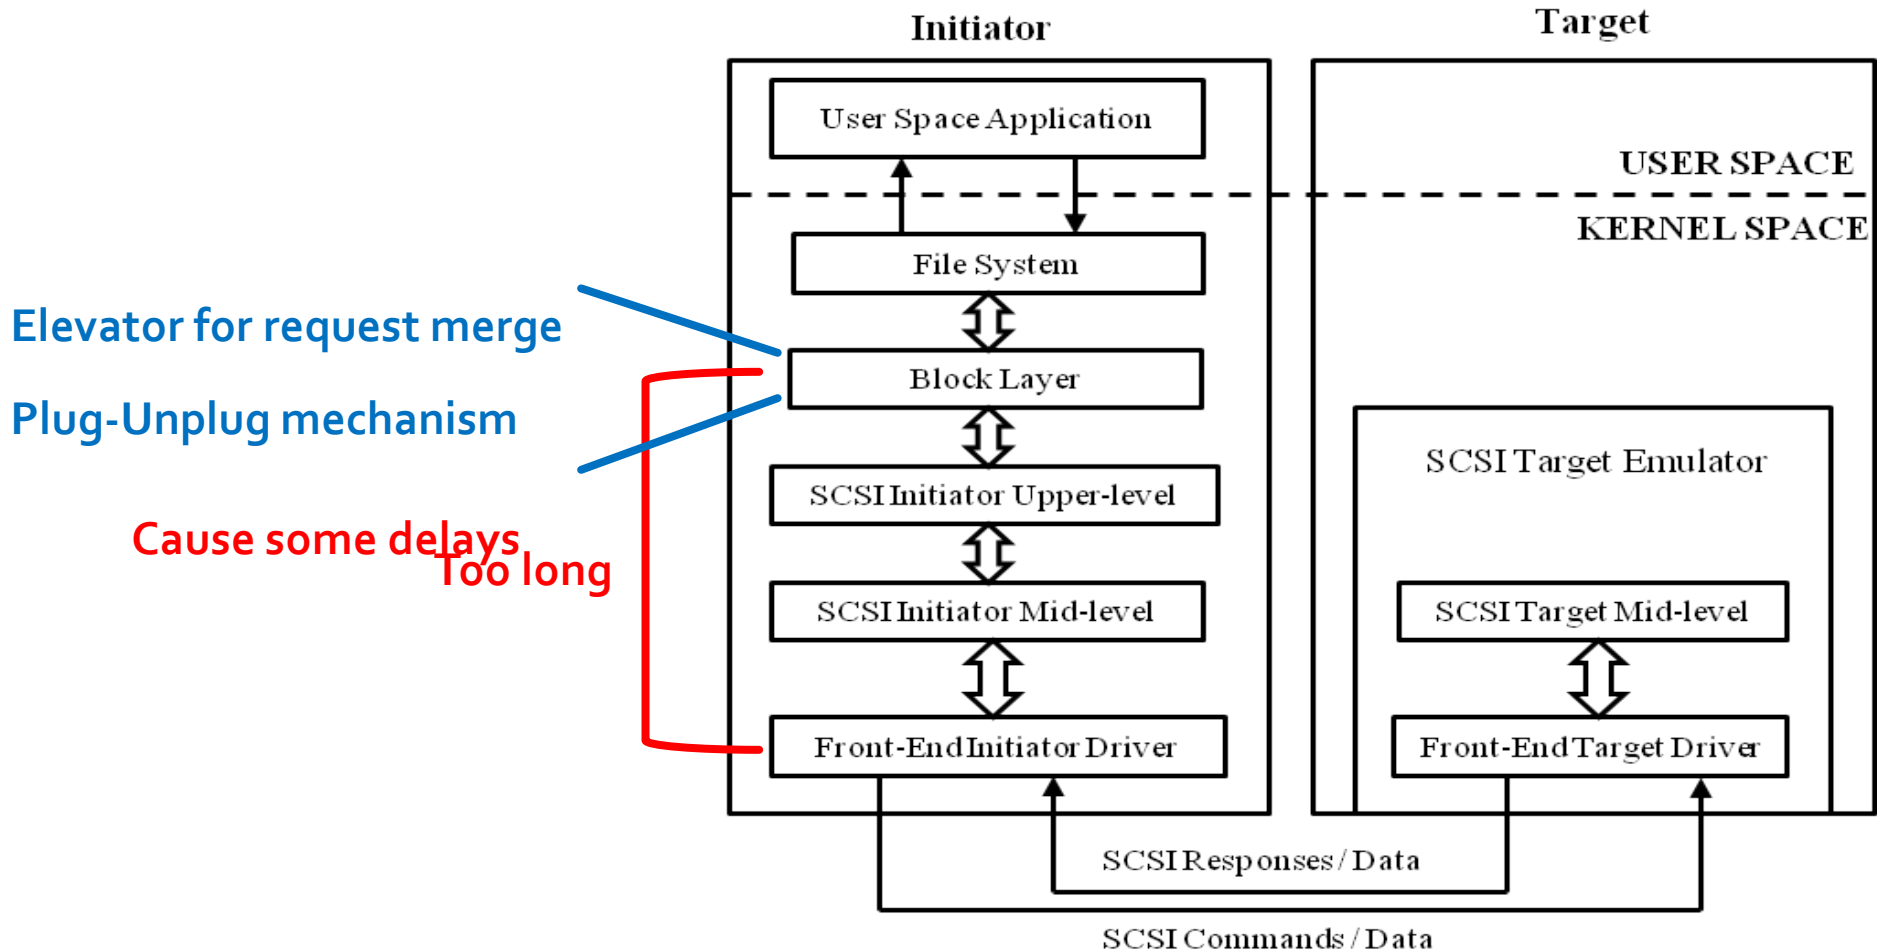 Initiator
Target
User Space Application
USER SPACE
KERNEL SPACE
File System
Elevator for request merge
Block Layer
Plug-Unplug mechanism
SCSI Target Emulator
SCSI Initiator Upper-level
Cause some delays
Too long
SCSI Initiator Mid-level
SCSI Target Mid-level
Front-End Initiator Driver
Front-End Target Driver
SCSI Responses / Data
SCSI Commands / Data